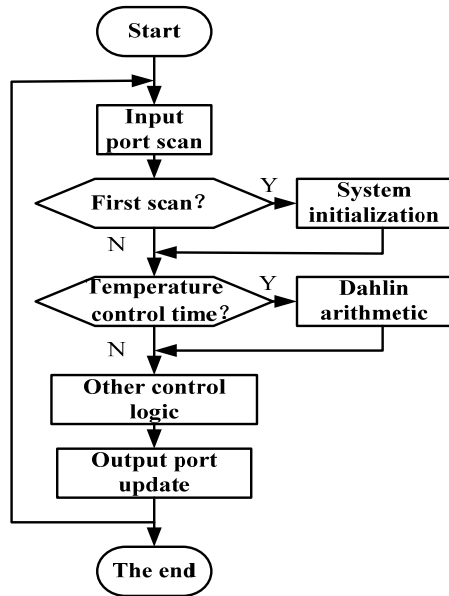 Start
Input
port scan
First scan?
Y
System
initialization
N
Temperature
control time?
Y
Dahlin
arithmetic
N
Other control
logic
Output port
update
The end